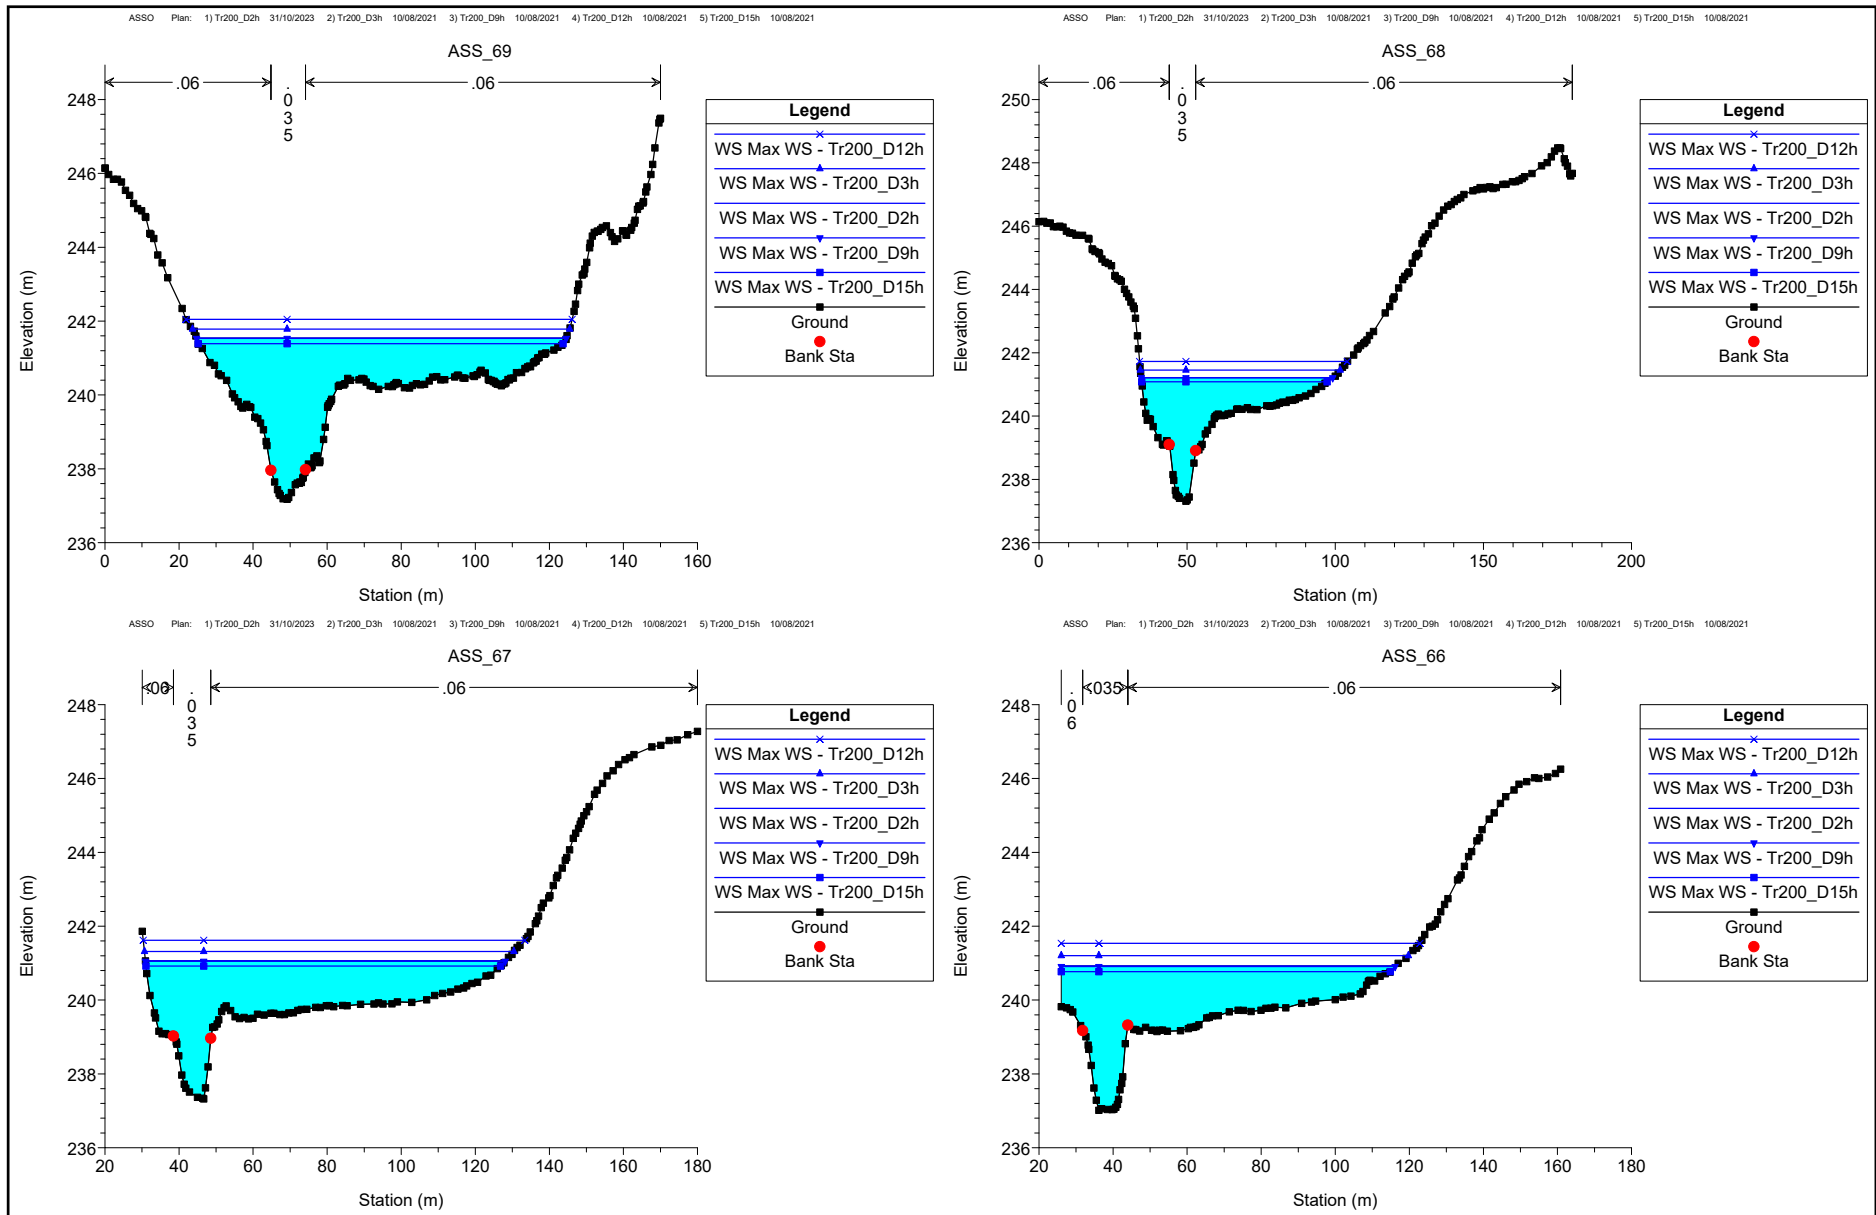 ASSO Plan: 1) Tr200_D2h 31/10/2023 2) Tr200_D3h 10/08/2021 3) Tr200_D9h 10/08/2021 4) Tr200_D12h 10/08/2021 5) Tr200_D15h 10/08/2021
ASS_69
.06
.035
.06
Elevation (m)
248
246
244
242
240
238
236
0 20 40 60 80 100 120 140 160
Station (m)
Legend
WS Max WS - Tr200_D12h
WS Max WS - Tr200_D3h
WS Max WS - Tr200_D2h
WS Max WS - Tr200_D9h
WS Max WS - Tr200_D15h
Ground
Bank Sta
ASSO Plan: 1) Tr200_D2h 31/10/2023 2) Tr200_D3h 10/08/2021 3) Tr200_D9h 10/08/2021 4) Tr200_D12h 10/08/2021 5) Tr200_D15h 10/08/2021
ASS_68
.06
.035
.06
Elevation (m)
250
248
246
244
242
240
238
236
0 50 100 150 200
Station (m)
Legend
WS Max WS - Tr200_D12h
WS Max WS - Tr200_D3h
WS Max WS - Tr200_D2h
WS Max WS - Tr200_D9h
WS Max WS - Tr200_D15h
Ground
Bank Sta
ASSO Plan: 1) Tr200_D2h 31/10/2023 2) Tr200_D3h 10/08/2021 3) Tr200_D9h 10/08/2021 4) Tr200_D12h 10/08/2021 5) Tr200_D15h 10/08/2021
ASS_67
.06
.035
.06
Elevation (m)
248
246
244
242
240
238
236
20 40 60 80 100 120 140 160 180
Station (m)
Legend
WS Max WS - Tr200_D12h
WS Max WS - Tr200_D3h
WS Max WS - Tr200_D2h
WS Max WS - Tr200_D9h
WS Max WS - Tr200_D15h
Ground
Bank Sta
ASSO Plan: 1) Tr200_D2h 31/10/2023 2) Tr200_D3h 10/08/2021 3) Tr200_D9h 10/08/2021 4) Tr200_D12h 10/08/2021 5) Tr200_D15h 10/08/2021
ASS_66
.06
.035
.06
Elevation (m)
248
246
244
242
240
238
236
20 40 60 80 100 120 140 160 180
Station (m)
Legend
WS Max WS - Tr200_D12h
WS Max WS - Tr200_D3h
WS Max WS - Tr200_D2h
WS Max WS - Tr200_D9h
WS Max WS - Tr200_D15h
Ground
Bank Sta